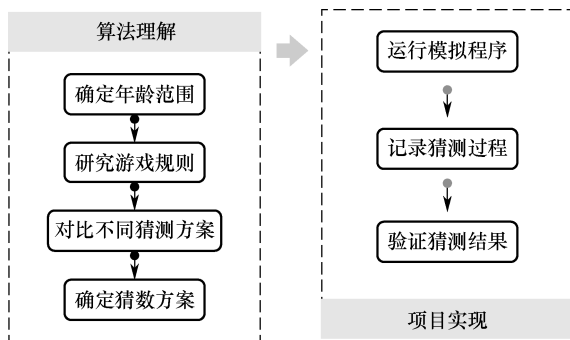 算法理解
确定年龄范围
研究游戏规则
对比不同猜测方案
确定猜数方案
运行模拟程序
记录猜测过程
验证猜测结果
项目实现